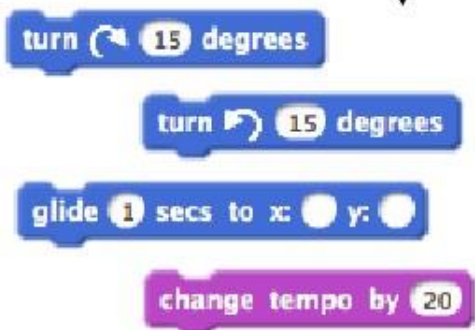 turn 15 degrees
turn 15 degrees
glide 1 secs to x: y:
change tempo by 20